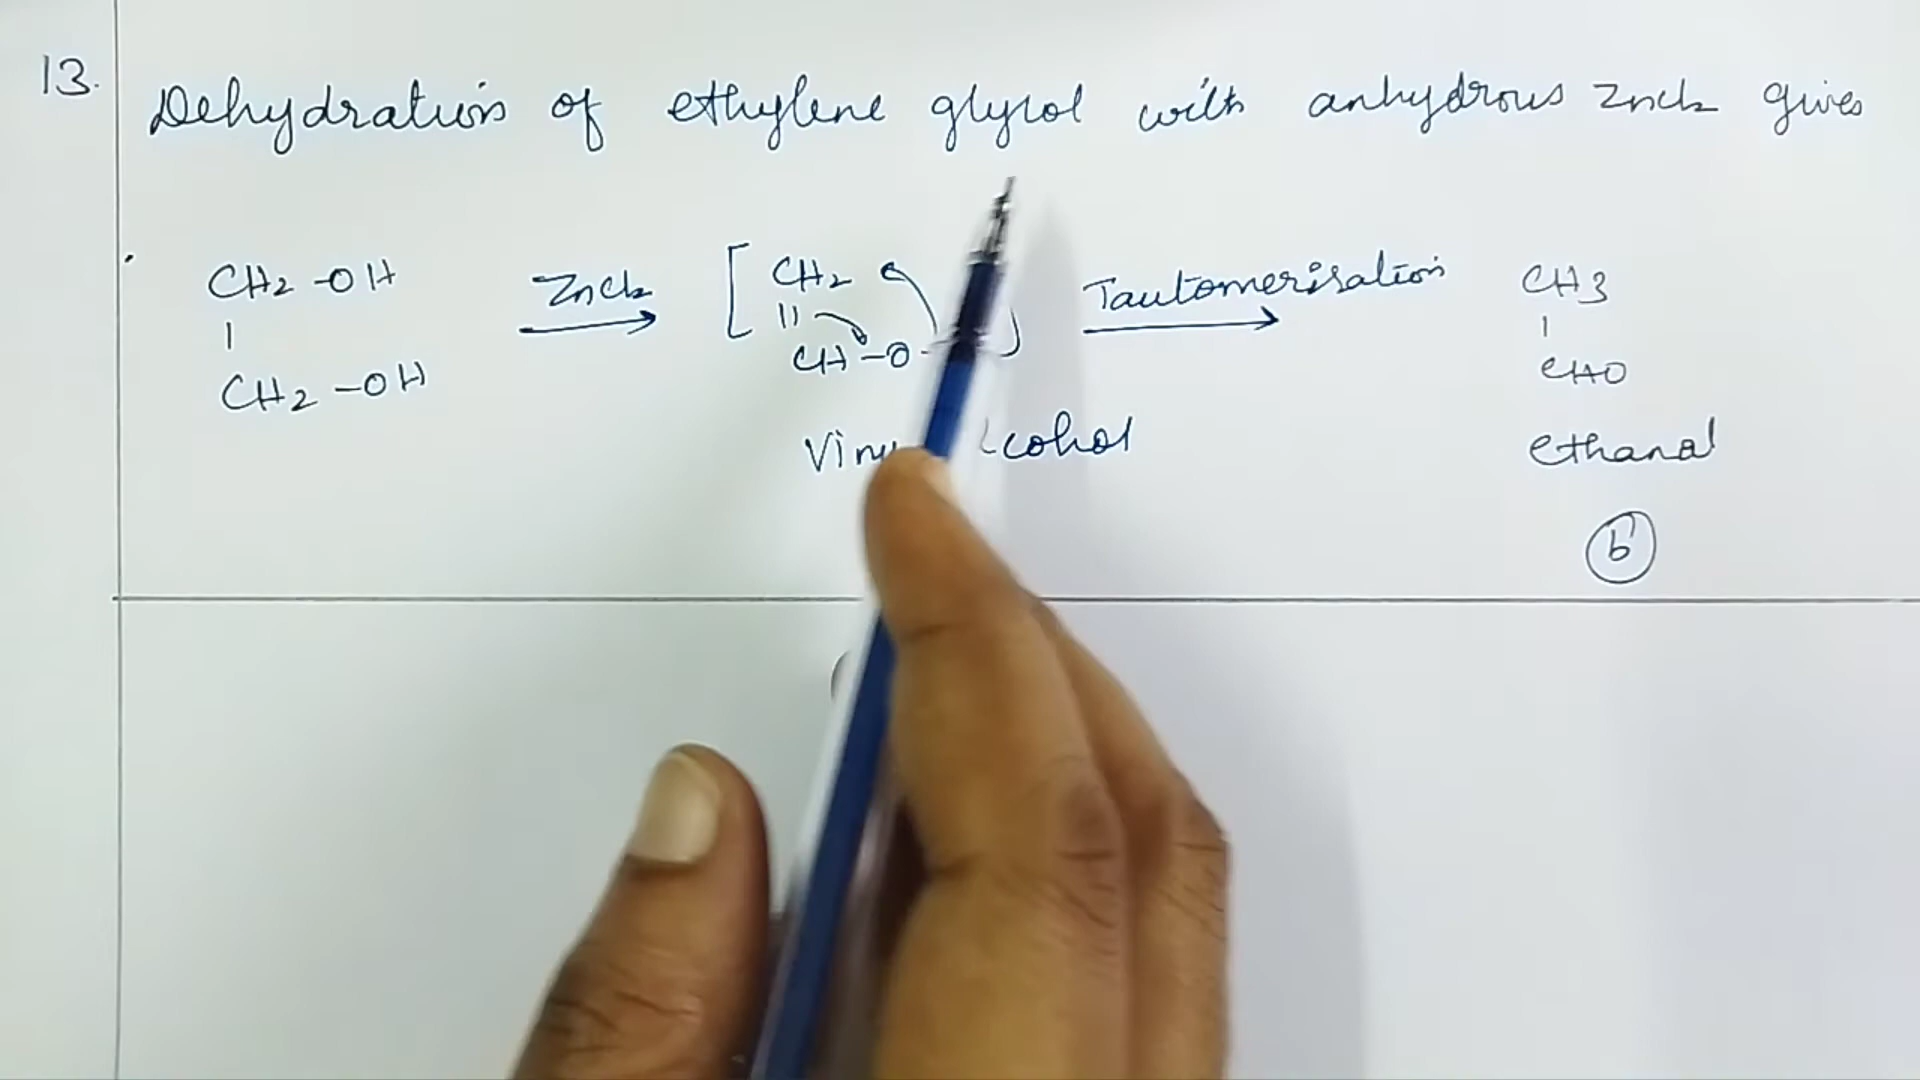 13.
Dehydration of ethylene glycol with anhydrous ZnCl2 gives
CH2 -OH ZnCl2 [ CH2 Tautomerisation CH3
| || |
CH2 -OH CH-O- ] CHO
alcohol ethanal
b